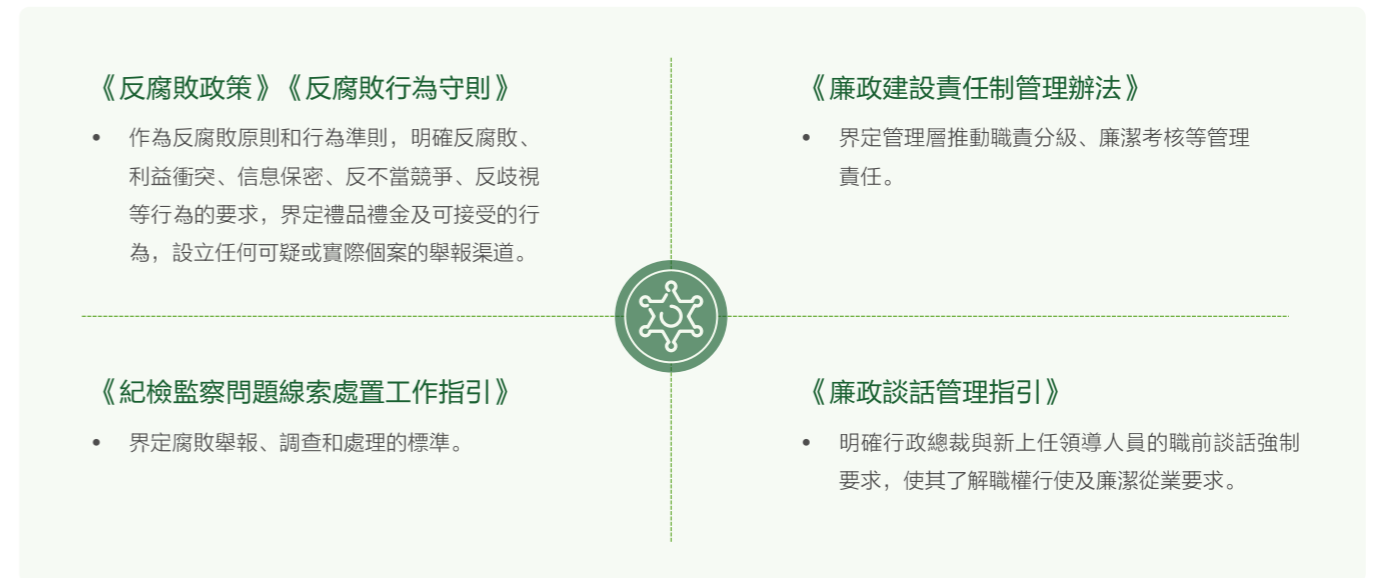 《反腐敗政策》《反腐敗行為守則》
• 作為反腐敗原則和行為準則，明確反腐敗、
利益衝突、信息保密、反不當競爭、反歧視
等行為的要求，界定禮品禮金及可接受的行
為，設立任何可疑或實際個案的舉報渠道。
《廉政建設責任制管理辦法》
• 界定管理層推動職責分級、廉潔考核等管理
責任。
《紀檢監察問題線索處置工作指引》
• 界定腐敗舉報、調查和處理的標準。
《廉政談話管理指引》
• 明確行政總裁與新上任領導人員的職前談話強制
要求，使其了解職權行使及廉潔從業要求。